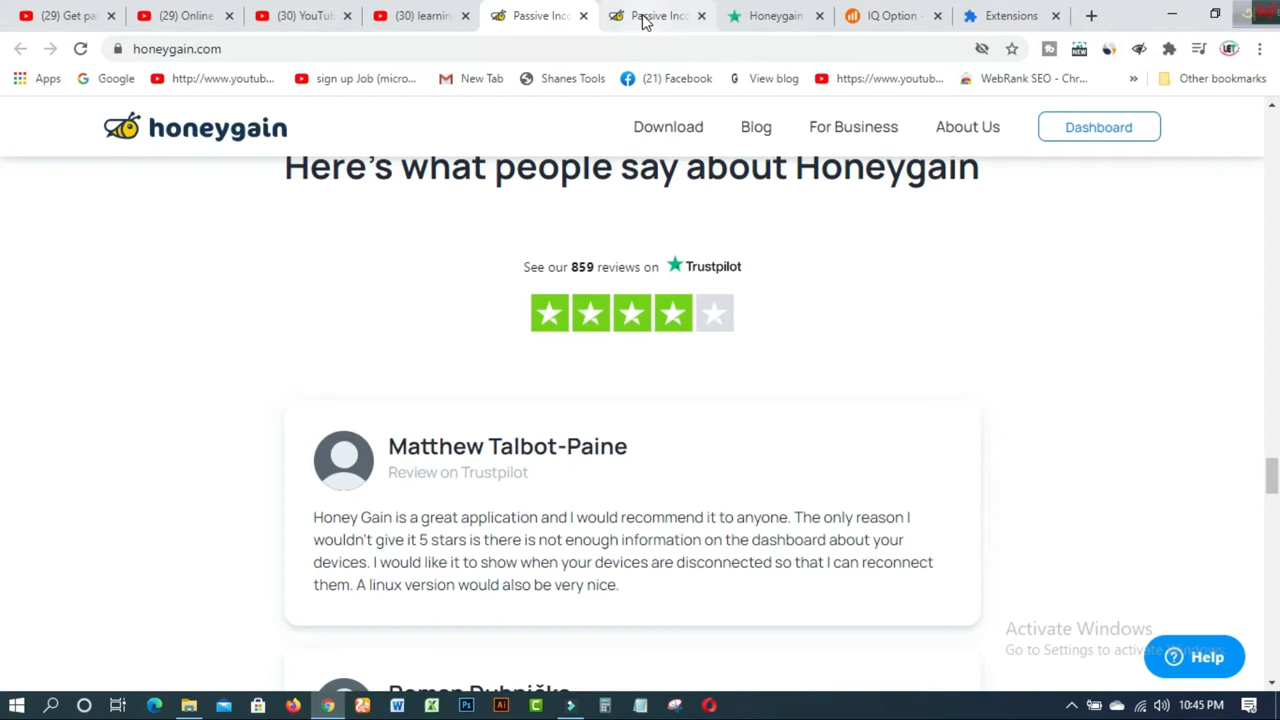 (29) Get pai
(29) Online
(30) YouTu
(30) learnin
Passive Inc
Passive Inco
Honeygain
IQ Option -
Extensions
honeygain.com
Apps
Google
http://www.youtub...
sign up Job (micro...
New Tab
Shanes Tools
(21) Facebook
View blog
https://www.youtub...
WebRank SEO - Chr...
Other bookmarks
honeygain
Download
Blog
For Business
About Us
Dashboard
Here's what people say about Honeygain
See our 859 reviews on Trustpilot
Matthew Talbot-Paine
Review on Trustpilot
Honey Gain is a great application and I would recommend it to anyone. The only reason I
wouldn't give it 5 stars is there is not enough information on the dashboard about your
devices. I would like it to show when your devices are disconnected so that I can reconnect
them. A linux version would also be very nice.
Activate Windows
Go to Settings to activate Windows.
Help
10:45 PM